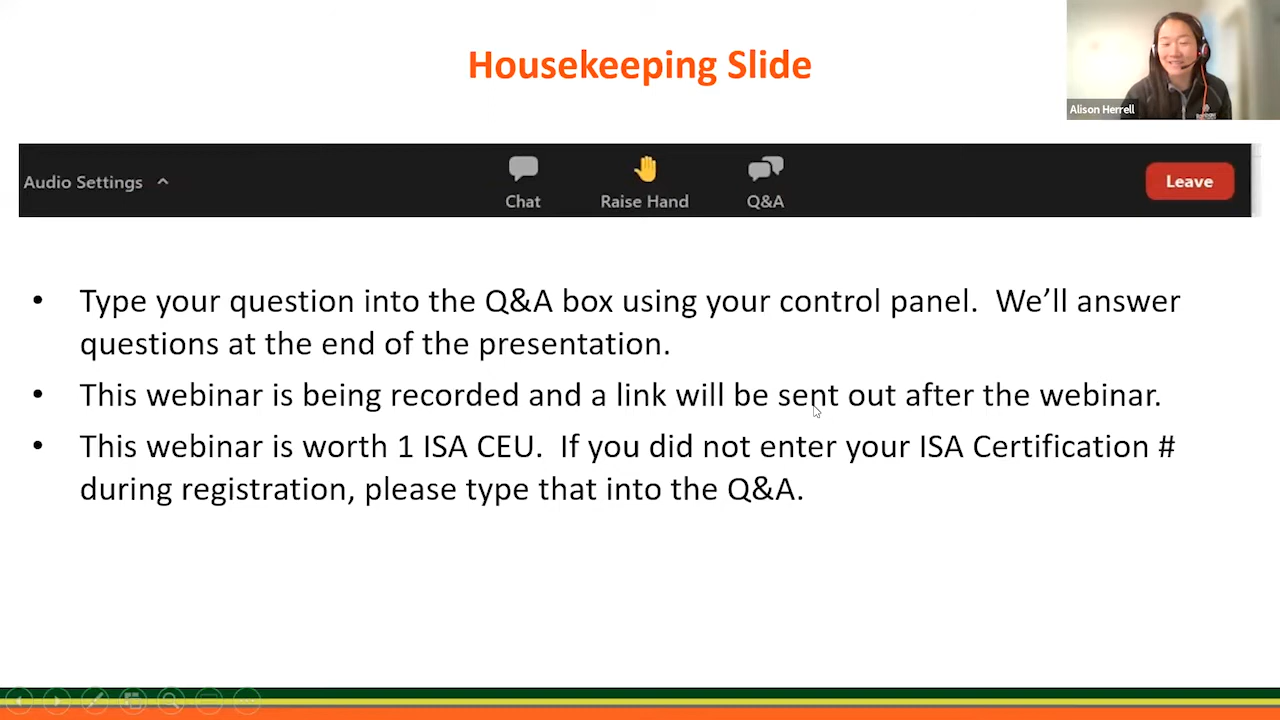 Housekeeping Slide
Alison Herrell
Audio Settings
Chat
Raise Hand
Q&A
Leave
• Type your question into the Q&A box using your control panel.  We’ll answer
questions at the end of the presentation.
• This webinar is being recorded and a link will be sent out after the webinar.
• This webinar is worth 1 ISA CEU.  If you did not enter your ISA Certification #
during registration, please type that into the Q&A.